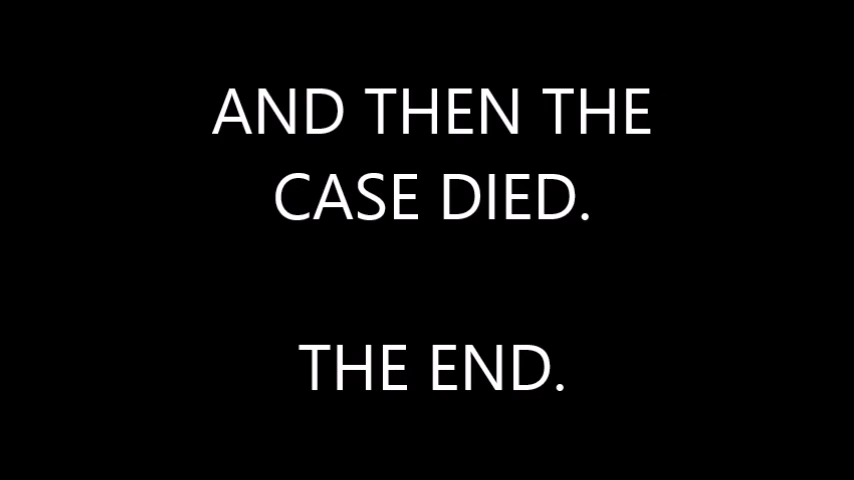 AND THEN THE
CASE DIED.
THE END.